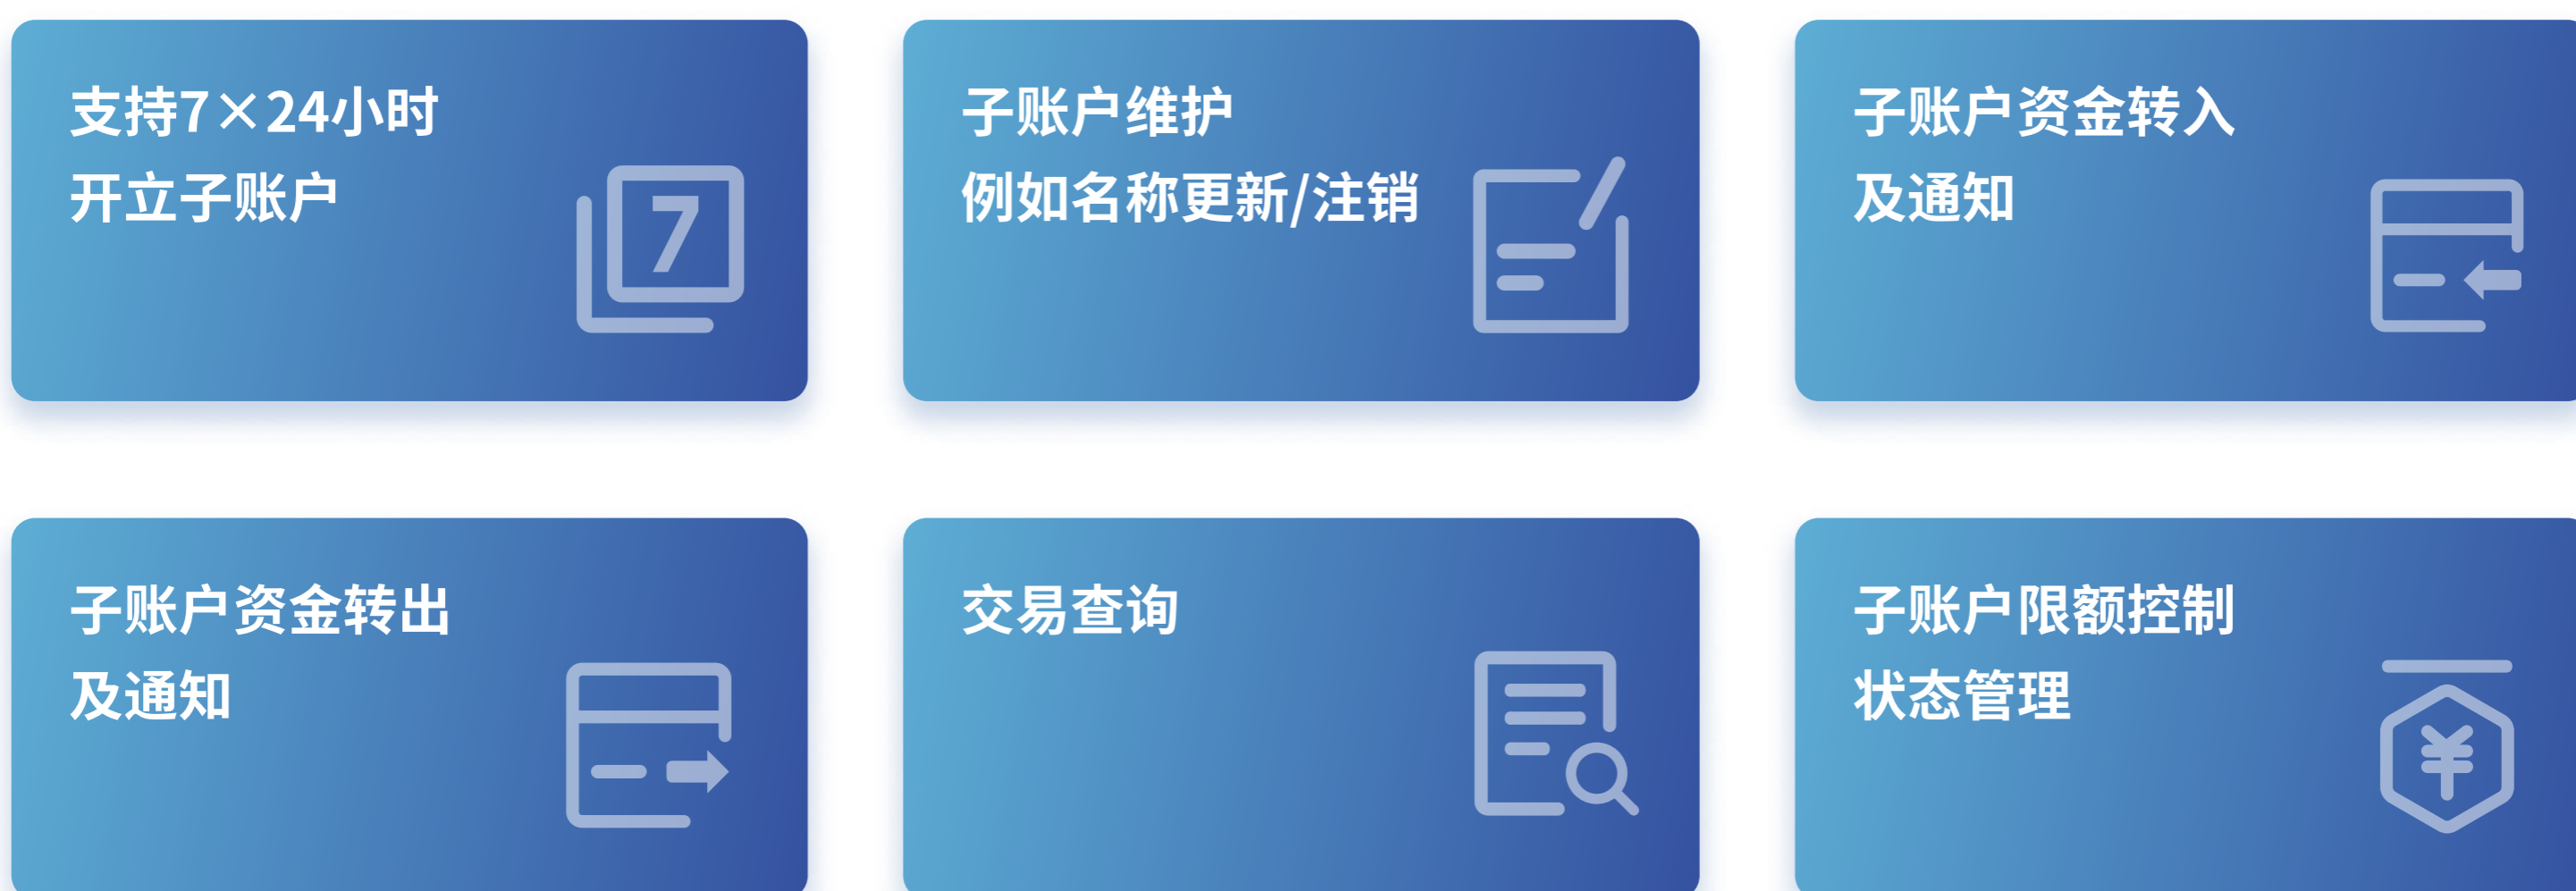 支持7×24小时
开立子账户
7
子账户维护
例如名称更新/注销
子账户资金转入
及通知
子账户资金转出
及通知
交易查询
子账户限额控制
状态管理
¥